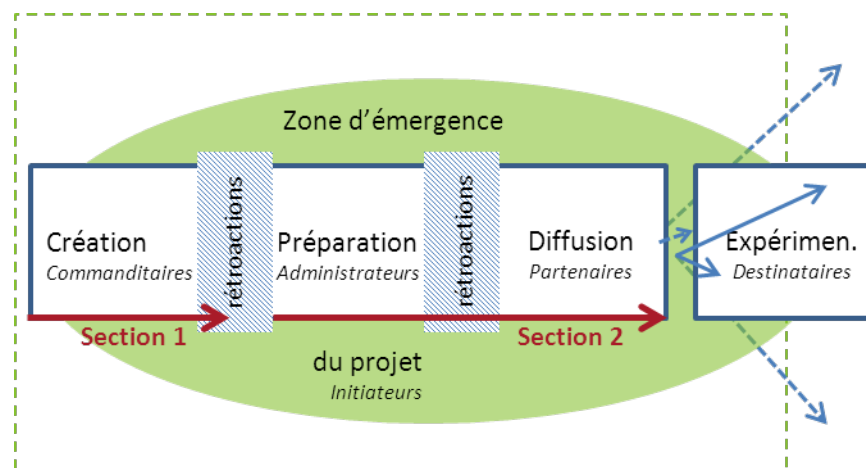 Zone d’émergence
Création
Commanditaires
rétroactions
Préparation
Administrateurs
rétroactions
Diffusion
Partenaires
Expérimen.
Destinataires
Section 1
Section 2
du projet
Initiateurs